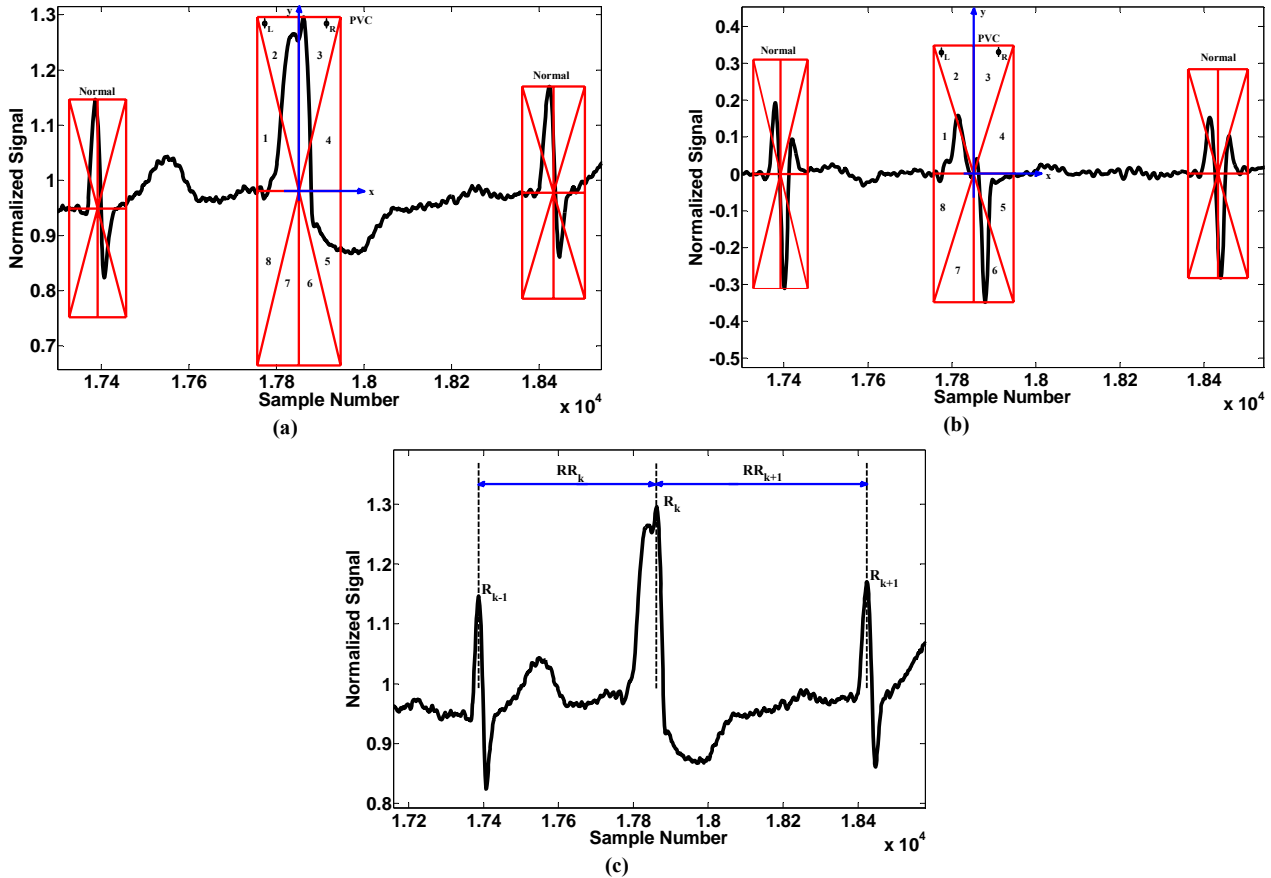 1.3
1.2
1.1
1
0.9
0.8
0.7
Normalized Signal
y
ϕL
ϕR
PVC
2
3
Normal
Normal
1
4
x
8
5
7
6
1.74
1.76
1.78
1.8
1.82
1.84
Sample Number
x 10^4
(a)
0.4
0.3
0.2
0.1
0
-0.1
-0.2
-0.3
-0.4
-0.5
Normalized Signal
y
PVC
ϕL
ϕR
Normal
Normal
2
3
1
4
x
8
5
7
6
1.74
1.76
1.78
1.8
1.82
1.84
Sample Number
x 10^4
(b)
RRk
RRk+1
1.3
1.2
1.1
1
0.9
0.8
Normalized Signal
Rk
Rk-1
Rk+1
1.72
1.74
1.76
1.78
1.8
1.82
1.84
Sample Number
x 10^4
(c)